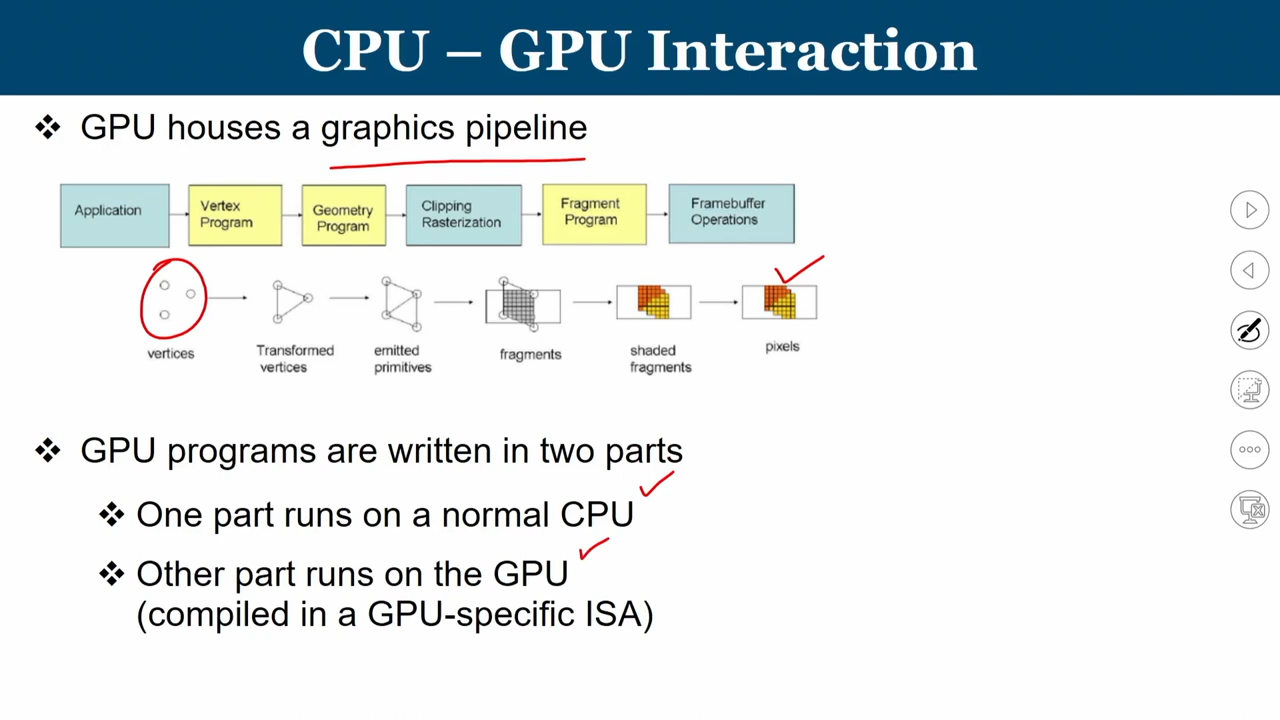 CPU – GPU Interaction
❖ GPU houses a graphics pipeline
Application
Vertex
Program
Geometry
Program
Clipping
Rasterization
Fragment
Program
Framebuffer
Operations
vertices
Transformed
vertices
emitted
primitives
fragments
shaded
fragments
pixels
❖ GPU programs are written in two parts
❖ One part runs on a normal CPU
❖ Other part runs on the GPU
(compiled in a GPU-specific ISA)